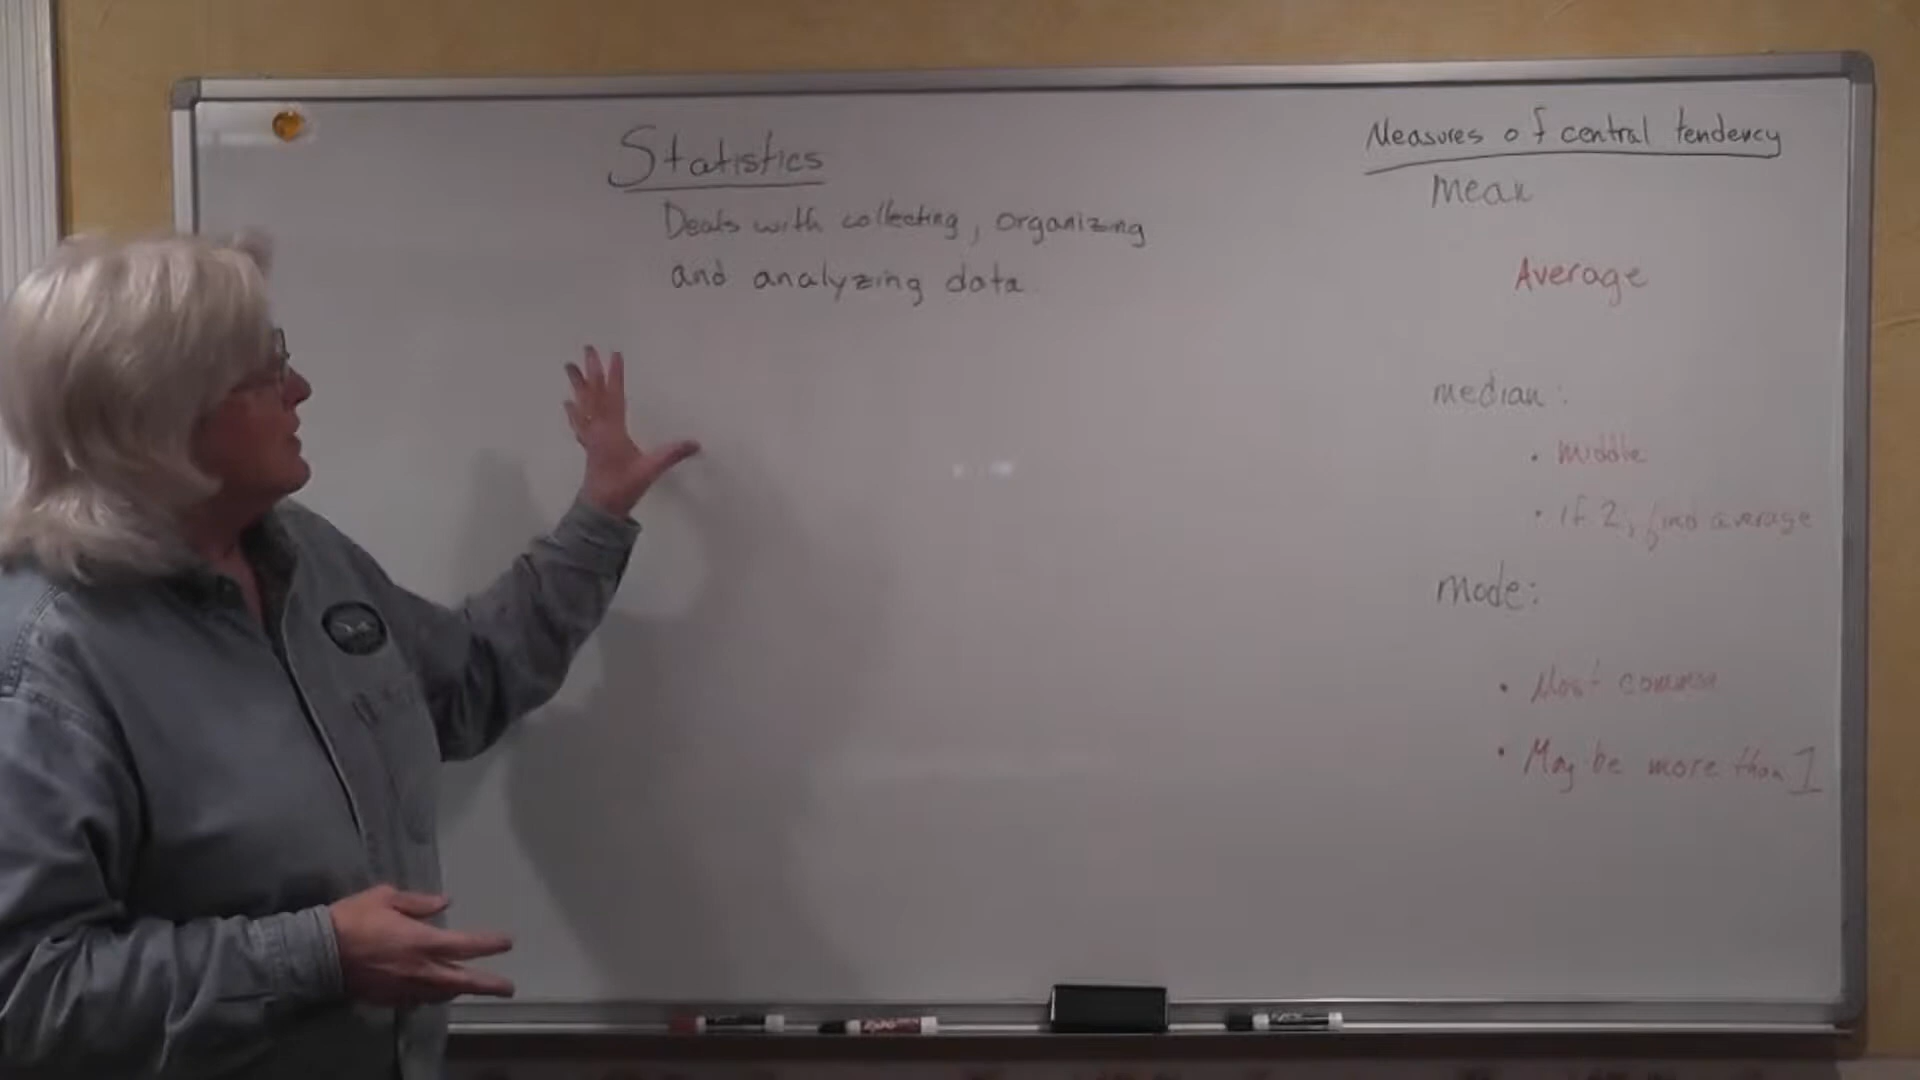 Statistics
Deals with collecting, organizing
and analyzing data
Measures of central tendency
Mean
Average
median:
• middle
• if 2, find average
mode:
• Most common
• May be more than 1